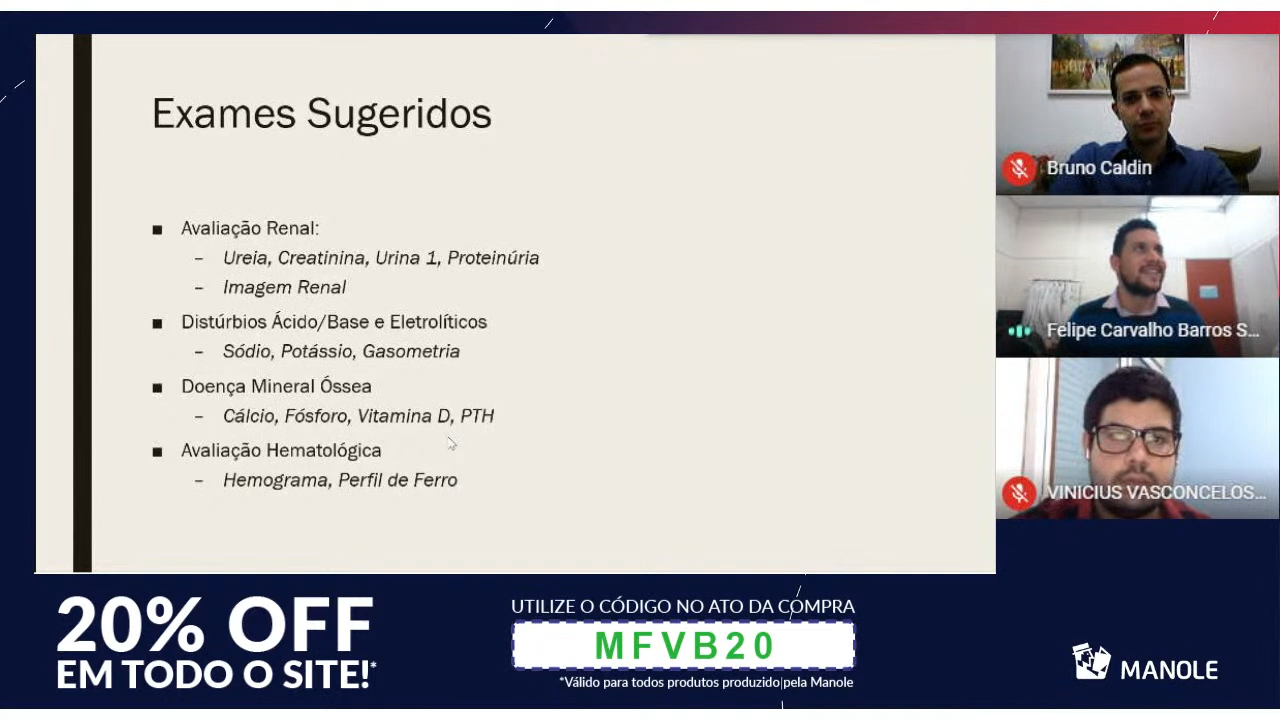 Exames Sugeridos
Avaliação Renal:
– Ureia, Creatinina, Urina 1, Proteinúria
– Imagem Renal
Distúrbios Ácido/Base e Eletrolíticos
– Sódio, Potássio, Gasometria
Doença Mineral Óssea
– Cálcio, Fósforo, Vitamina D, PTH
Avaliação Hematológica
– Hemograma, Perfil de Ferro
Bruno Caldin
Felipe Carvalho Barros S...
VINICIUS VASCONCELOS...
20% OFF
EM TODO O SITE!*
UTILIZE O CÓDIGO NO ATO DA COMPRA
MFVB20
*Válido para todos produtos produzido pela Manole
MANOLE